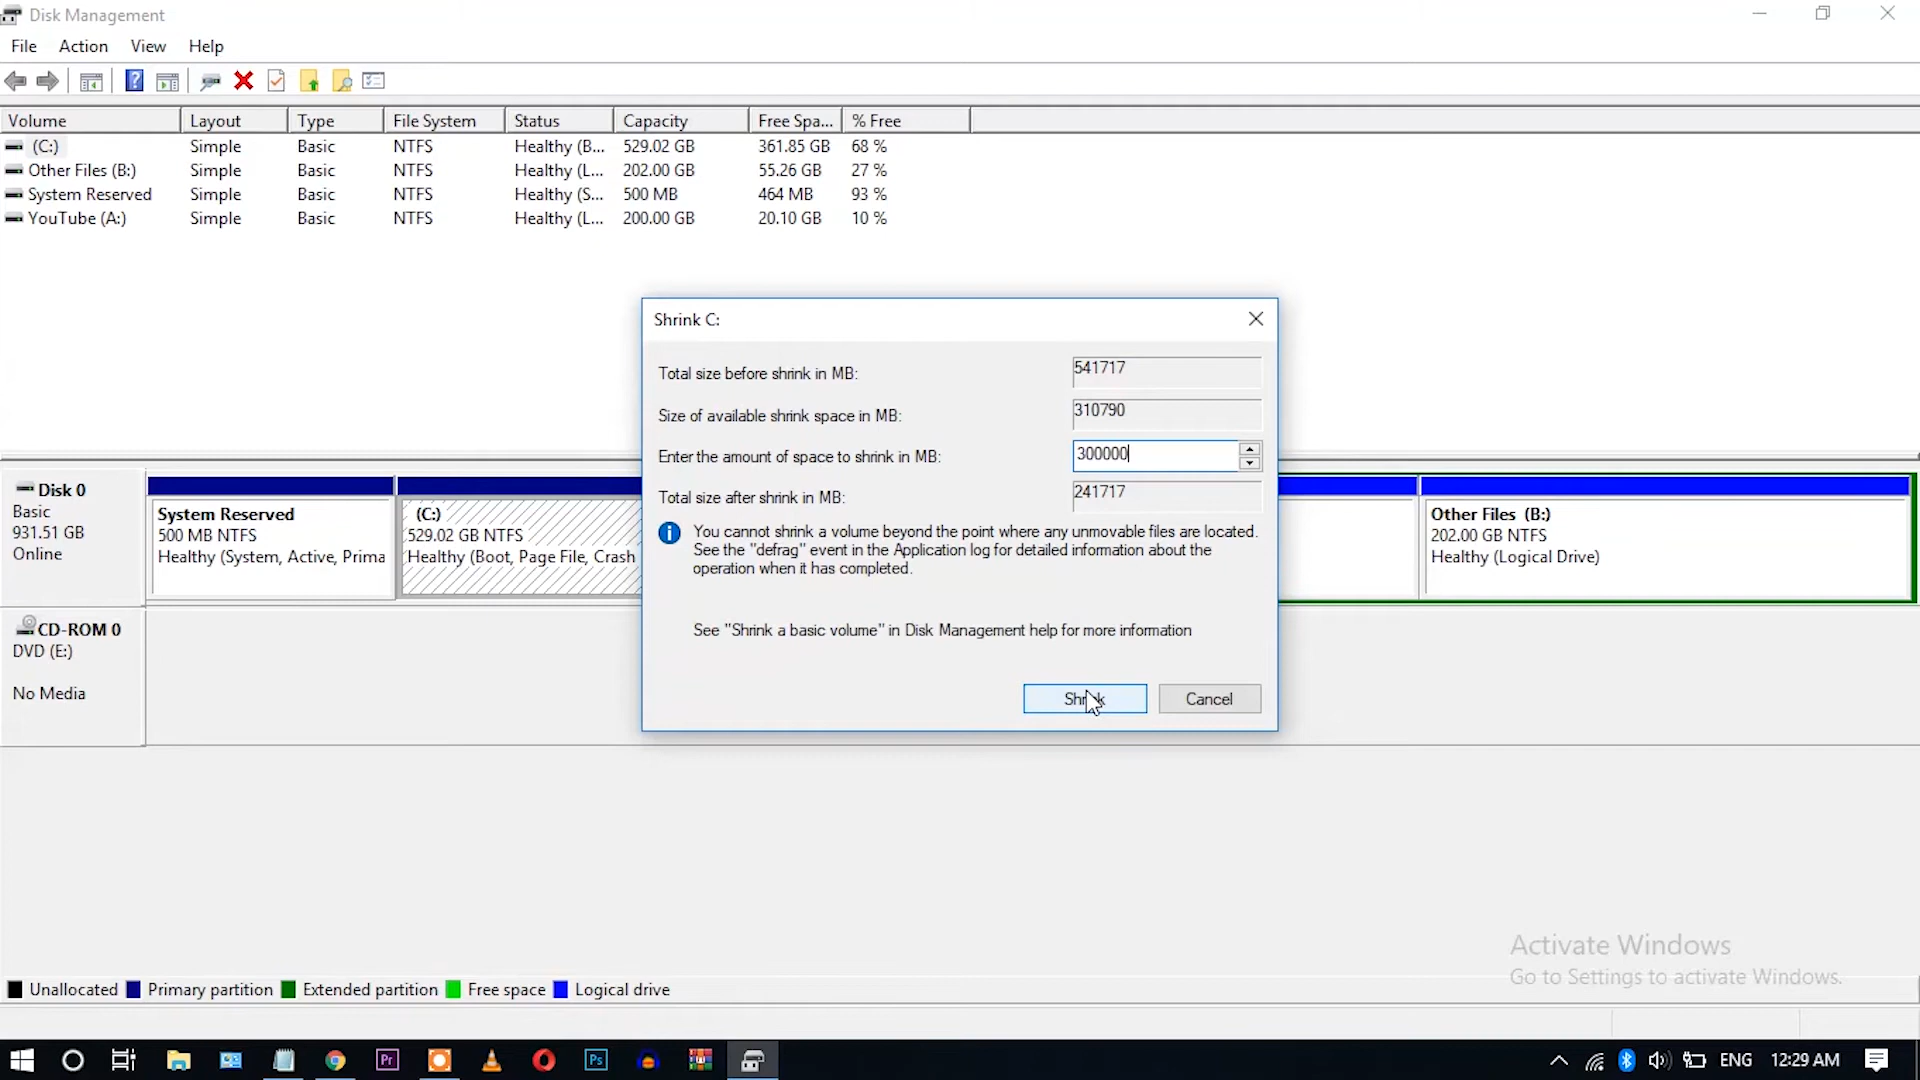 Disk Management
File Action View Help
Volume Layout Type File System Status Capacity Free Spa... % Free
(C:) Simple Basic NTFS Healthy (B... 529.02 GB 361.85 GB 68 %
Other Files (B:) Simple Basic NTFS Healthy (L... 202.00 GB 55.26 GB 27 %
System Reserved Simple Basic NTFS Healthy (S... 500 MB 464 MB 93 %
YouTube (A:) Simple Basic NTFS Healthy (L... 200.00 GB 20.10 GB 10 %
Shrink C:
Total size before shrink in MB: 541717
Size of available shrink space in MB: 310790
Enter the amount of space to shrink in MB: 300000
Total size after shrink in MB: 241717
You cannot shrink a volume beyond the point where any unmovable files are located.
See the "defrag" event in the Application log for detailed information about the
operation when it has completed.
See "Shrink a basic volume" in Disk Management help for more information
Shrink Cancel
Disk 0
Basic
931.51 GB
Online
System Reserved
500 MB NTFS
Healthy (System, Active, Prima
(C:)
529.02 GB NTFS
Healthy (Boot, Page File, Crash
Other Files (B:)
202.00 GB NTFS
Healthy (Logical Drive)
CD-ROM 0
DVD (E:)
No Media
Activate Windows
Go to Settings to activate Windows.
Unallocated Primary partition Extended partition Free space Logical drive
Pr Ps ENG 12:29 AM